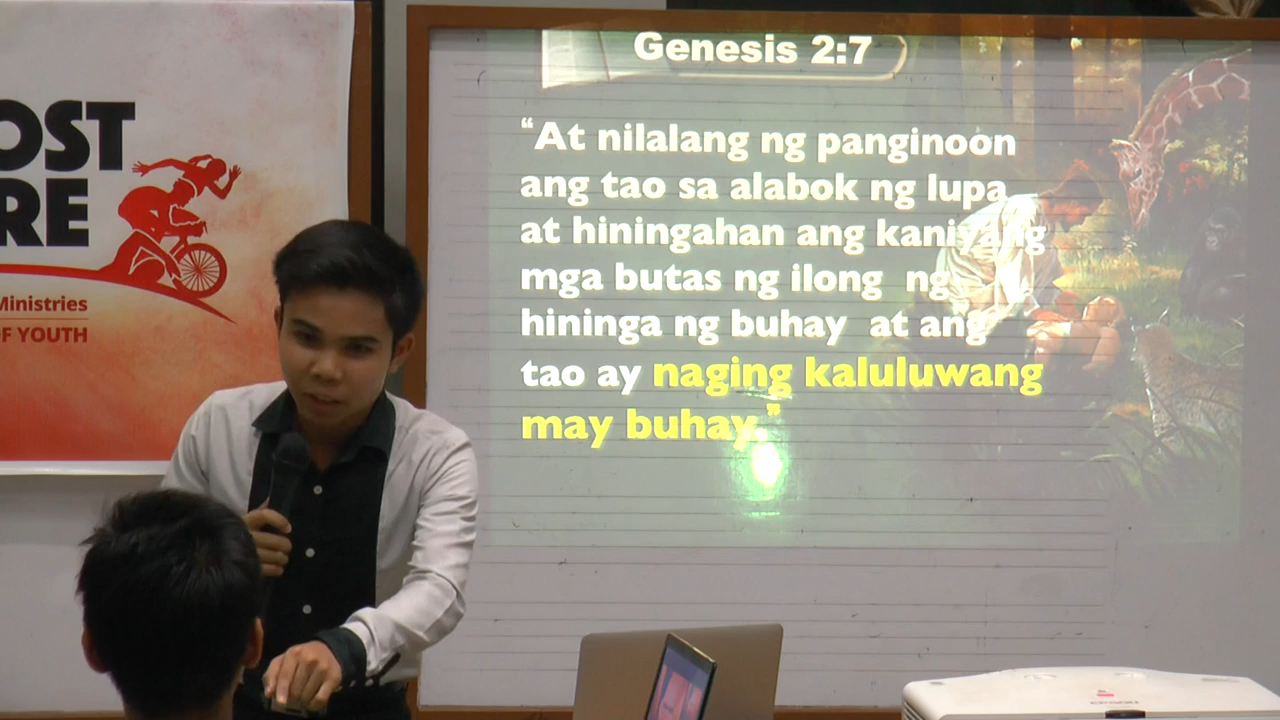 OST
RE
Ministries
F YOUTH
Genesis 2:7
“At nilalang ng panginoon
ang tao sa alabok ng lupa
at hiningahan ang kaniyang
mga butas ng ilong ng
hininga ng buhay at ang
tao ay naging kaluluwang
may buhay.”